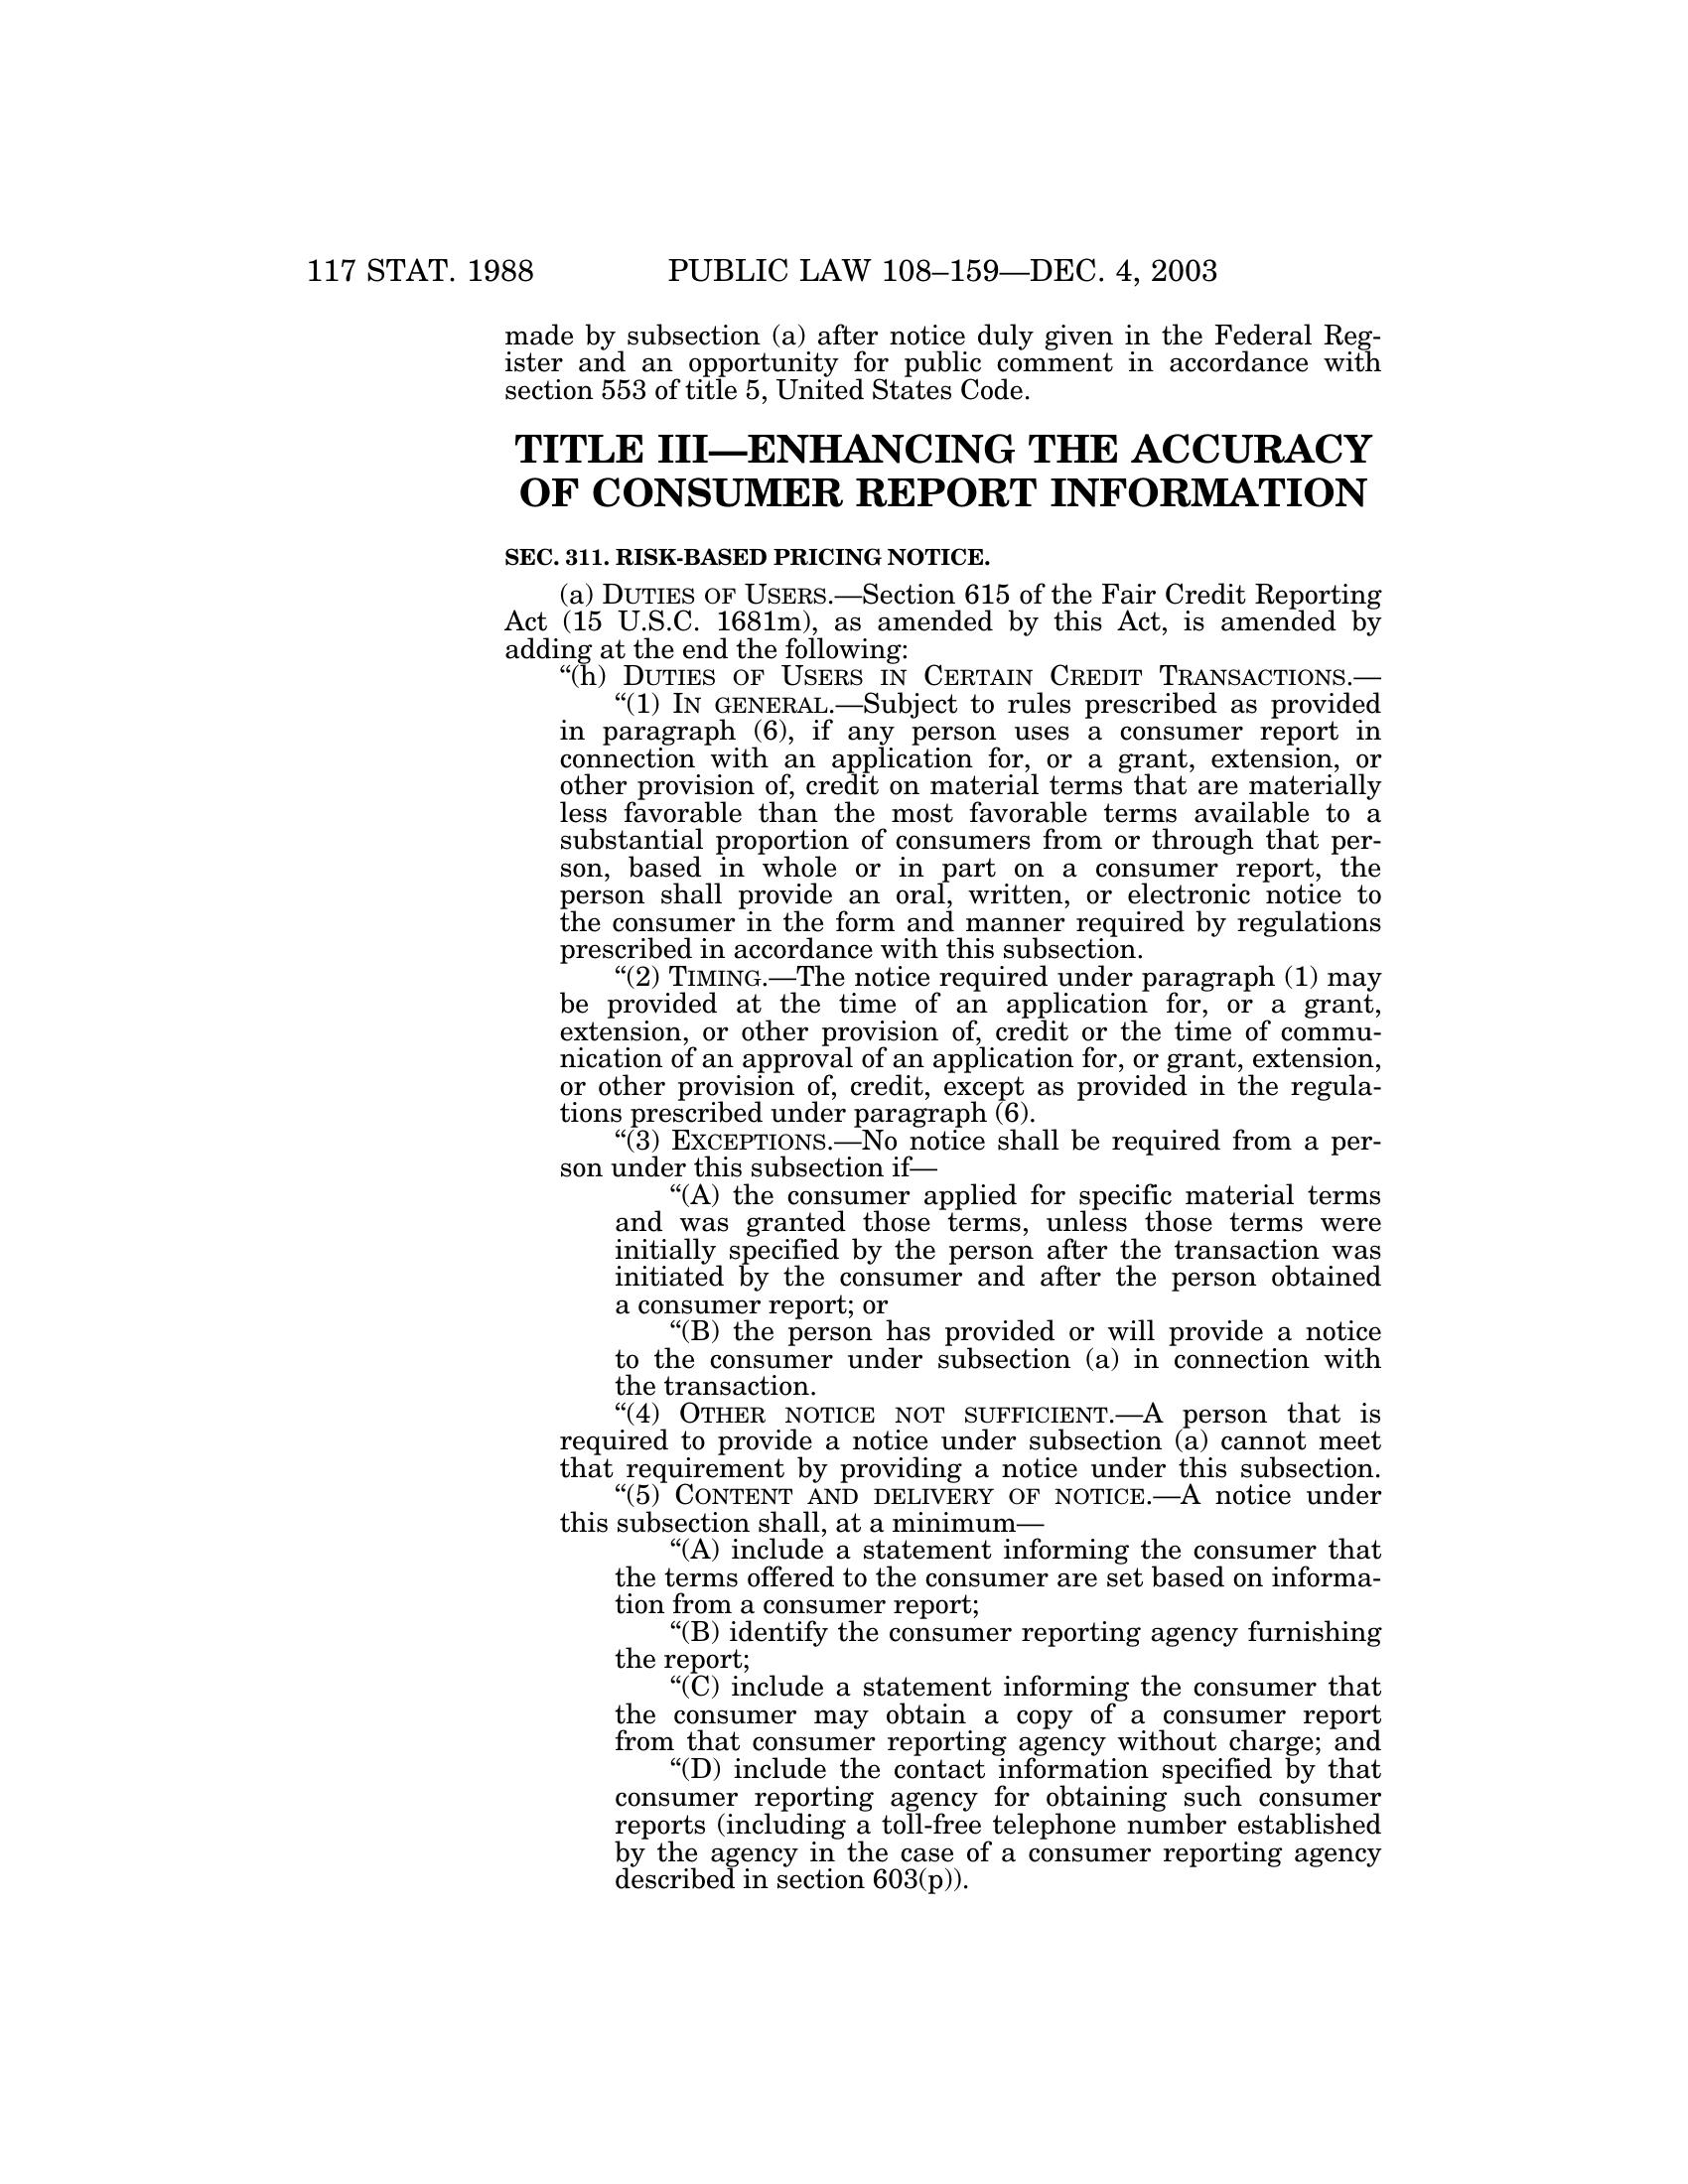 117 STAT. 1988 PUBLIC LAW 108–159—DEC. 4, 2003
made by subsection (a) after notice duly given in the Federal Reg-
ister and an opportunity for public comment in accordance with
section 553 of title 5, United States Code.
TITLE III—ENHANCING THE ACCURACY
OF CONSUMER REPORT INFORMATION
SEC. 311. RISK-BASED PRICING NOTICE.
(a) DUTIES OF USERS.—Section 615 of the Fair Credit Reporting
Act (15 U.S.C. 1681m), as amended by this Act, is amended by
adding at the end the following:
“(h) DUTIES OF USERS IN CERTAIN CREDIT TRANSACTIONS.—
“(1) IN GENERAL.—Subject to rules prescribed as provided
in paragraph (6), if any person uses a consumer report in
connection with an application for, or a grant, extension, or
other provision of, credit on material terms that are materially
less favorable than the most favorable terms available to a
substantial proportion of consumers from or through that per-
son, based in whole or in part on a consumer report, the
person shall provide an oral, written, or electronic notice to
the consumer in the form and manner required by regulations
prescribed in accordance with this subsection.
“(2) TIMING.—The notice required under paragraph (1) may
be provided at the time of an application for, or a grant,
extension, or other provision of, credit or the time of commu-
nication of an approval of an application for, or grant, extension,
or other provision of, credit, except as provided in the regula-
tions prescribed under paragraph (6).
“(3) EXCEPTIONS.—No notice shall be required from a per-
son under this subsection if—
“(A) the consumer applied for specific material terms
and was granted those terms, unless those terms were
initially specified by the person after the transaction was
initiated by the consumer and after the person obtained
a consumer report; or
“(B) the person has provided or will provide a notice
to the consumer under subsection (a) in connection with
the transaction.
“(4) OTHER NOTICE NOT SUFFICIENT.—A person that is
required to provide a notice under subsection (a) cannot meet
that requirement by providing a notice under this subsection.
“(5) CONTENT AND DELIVERY OF NOTICE.—A notice under
this subsection shall, at a minimum—
“(A) include a statement informing the consumer that
the terms offered to the consumer are set based on informa-
tion from a consumer report;
“(B) identify the consumer reporting agency furnishing
the report;
“(C) include a statement informing the consumer that
the consumer may obtain a copy of a consumer report
from that consumer reporting agency without charge; and
“(D) include the contact information specified by that
consumer reporting agency for obtaining such consumer
reports (including a toll-free telephone number established
by the agency in the case of a consumer reporting agency
described in section 603(p)).